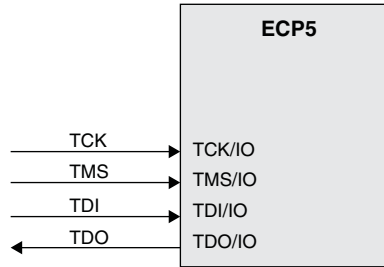 ECP5
TCK TCK/IO
TMS TMS/IO
TDI TDI/IO
TDO TDO/IO